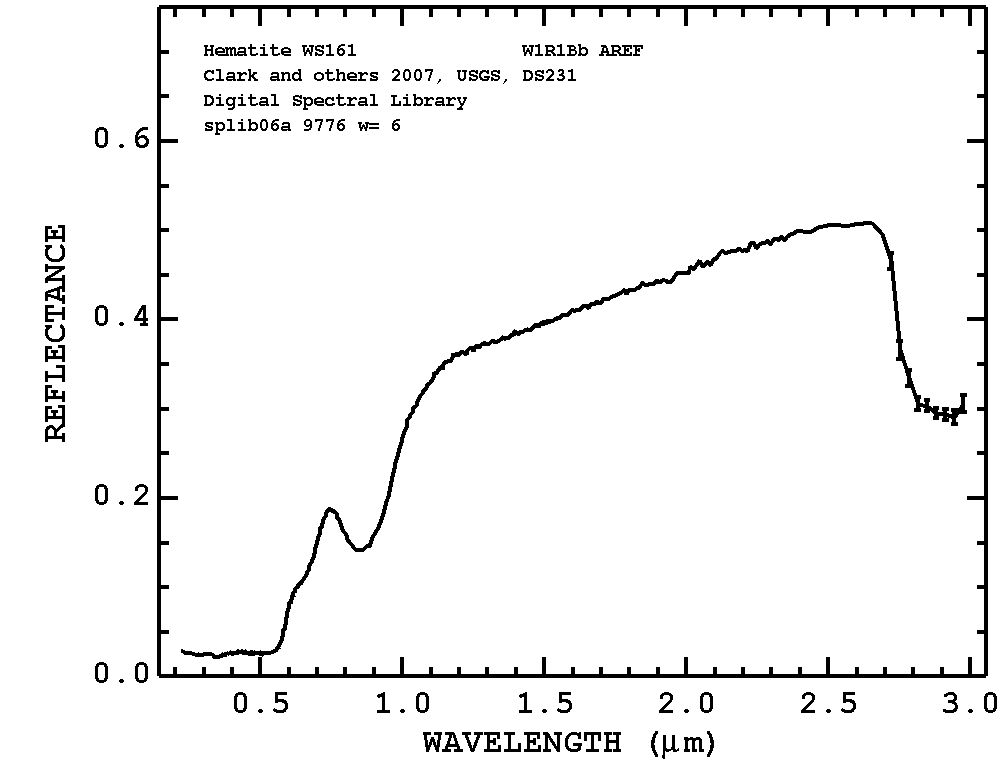 Hematite WS161 W1R1Bb AREF
Clark and others 2007, USGS, DS231
Digital Spectral Library
splib06a 9776 w= 6
0.6
0.4
0.2
0.0
REFLECTANCE
0.5 1.0 1.5 2.0 2.5 3.0
WAVELENGTH (μm)